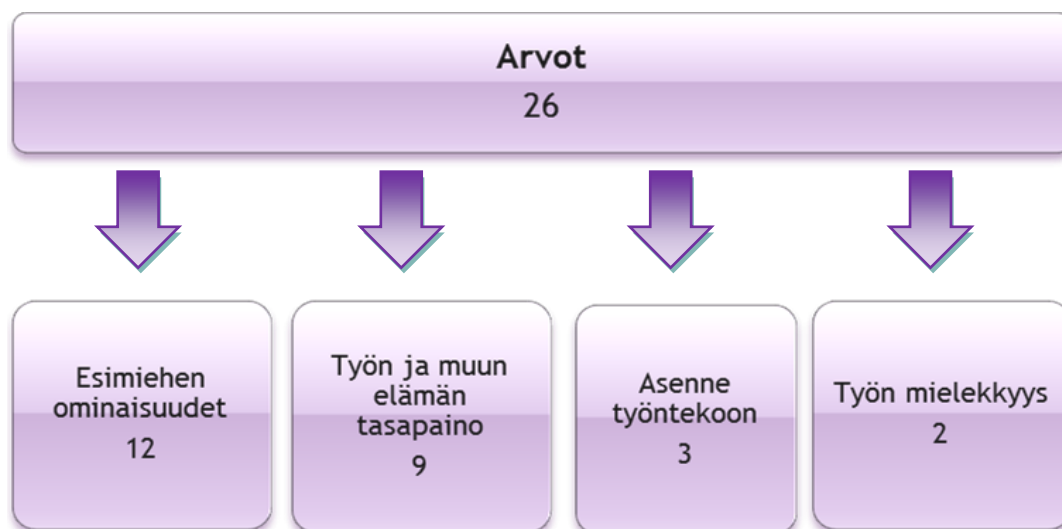 Arvot
26
Esimiehen
ominaisuudet
12
Työn ja muun
elämän
tasapaino
9
Asenne
työntekoon
3
Työn mielekkyys
2